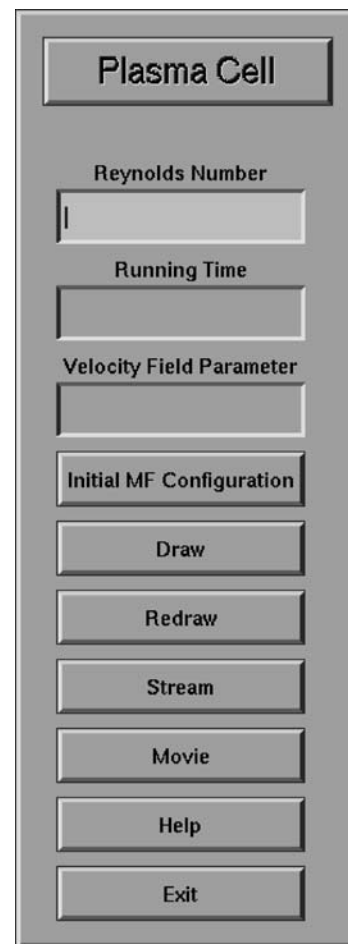 Plasma Cell
Reynolds Number
Running Time
Velocity Field Parameter
Initial MF Configuration
Draw
Redraw
Stream
Movie
Help
Exit